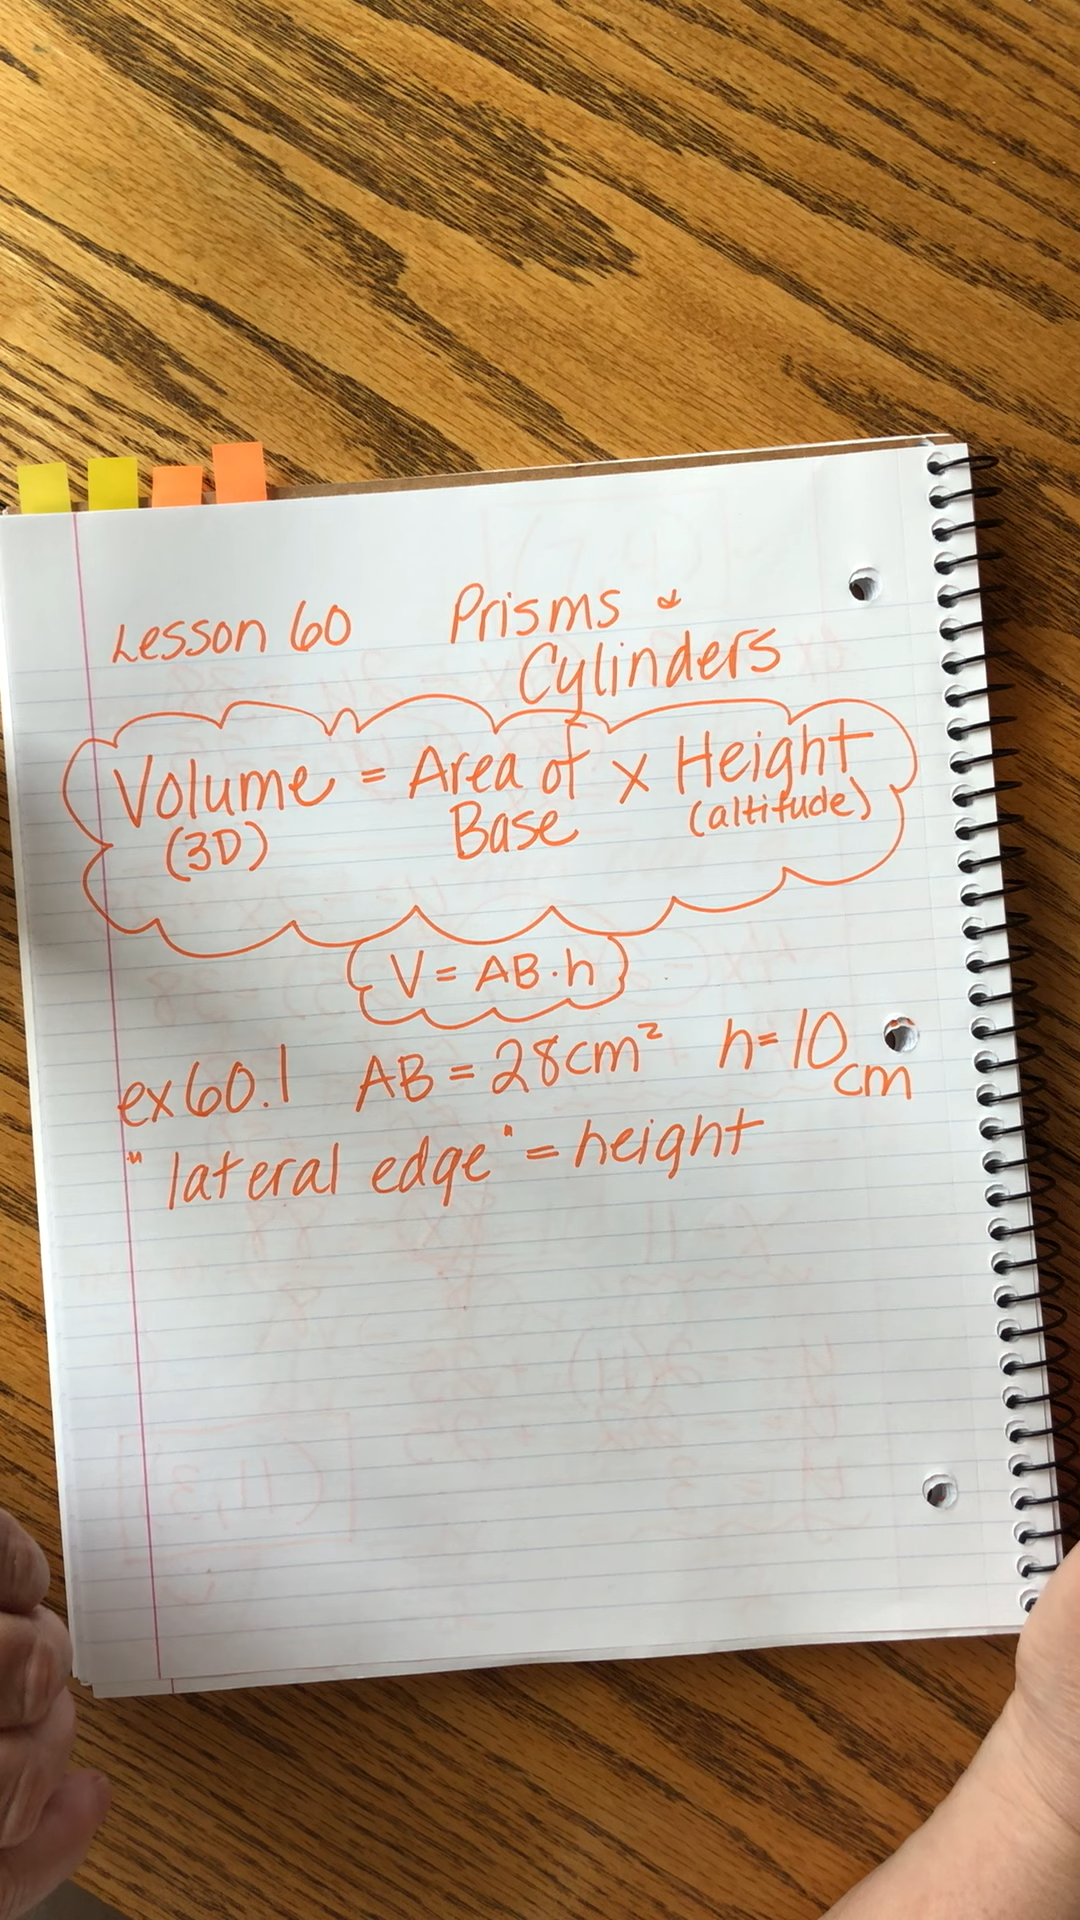 Lesson 60 Prisms &
Cylinders
Volume = Area of x Height
(3D) Base (altitude)
V = AB · h
ex 60.1 AB = 28cm² h = 10 cm
"lateral edge" = height